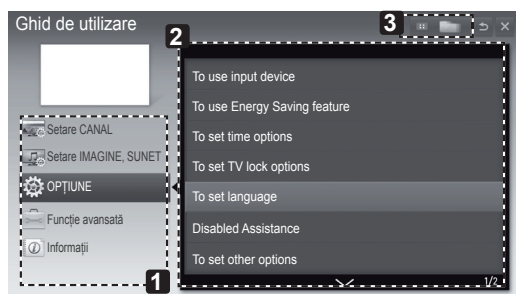 Ghid de utilizare
3
2
Setare CANAL
Setare IMAGINE, SUNET
OPȚIUNE
Funcție avansată
Informații
1
To use input device
To use Energy Saving feature
To set time options
To set TV lock options
To set language
Disabled Assistance
To set other options
1/2